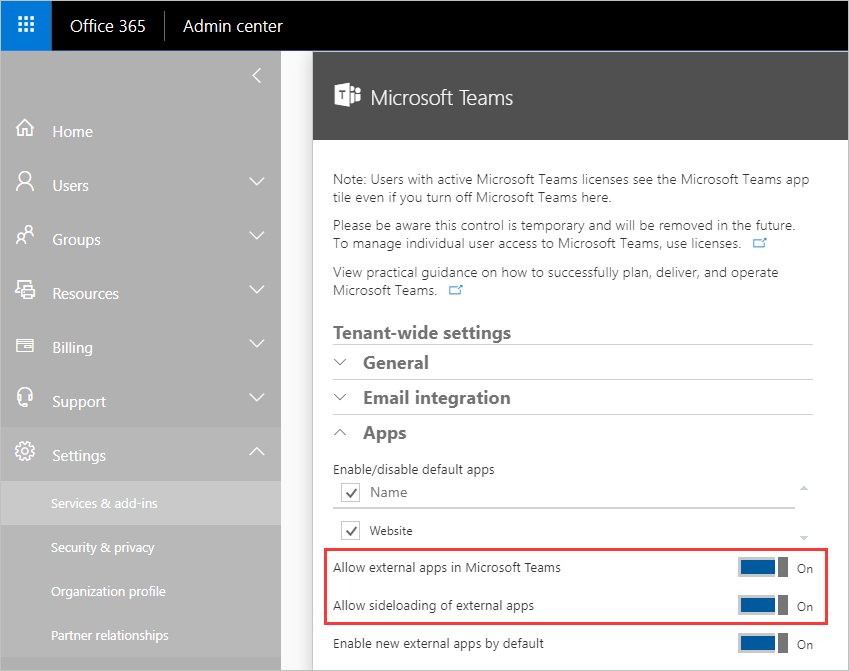 Office 365
Admin center
Home
Users
Groups
Resources
Billing
Support
Settings
Services & add-ins
Security & privacy
Organization profile
Partner relationships
T
Microsoft Teams
Note: Users with active Microsoft Teams licenses see the Microsoft Teams app
tile even if you turn off Microsoft Teams here.
Please be aware this control is temporary and will be removed in the future.
To manage individual user access to Microsoft Teams, use licenses.
View practical guidance on how to successfully plan, deliver, and operate
Microsoft Teams.
Tenant-wide settings
General
Email integration
Apps
Enable/disable default apps
Name
Website
Allow external apps in Microsoft Teams On
Allow sideloading of external apps On
Enable new external apps by default On